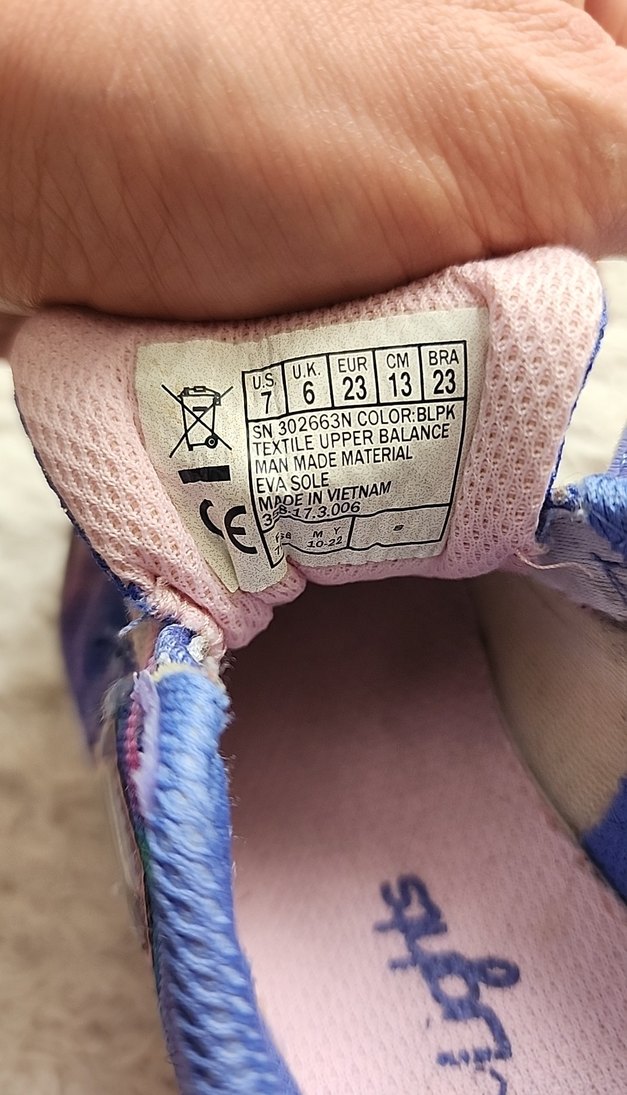 U.S. U.K. EUR CM BRA
7 6 23 13 23
SN 302663N COLOR:BLPK
TEXTILE UPPER BALANCE
MAN MADE MATERIAL
EVA SOLE
MADE IN VIETNAM
M Y
10-22
CE
ights